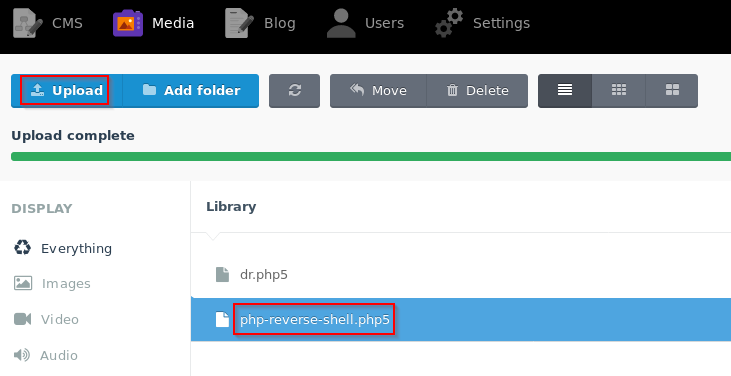 CMS Media Blog Users Settings
Upload Add folder Move Delete
Upload complete
DISPLAY
Library
Everything
dr.php5
Images
php-reverse-shell.php5
Video
Audio